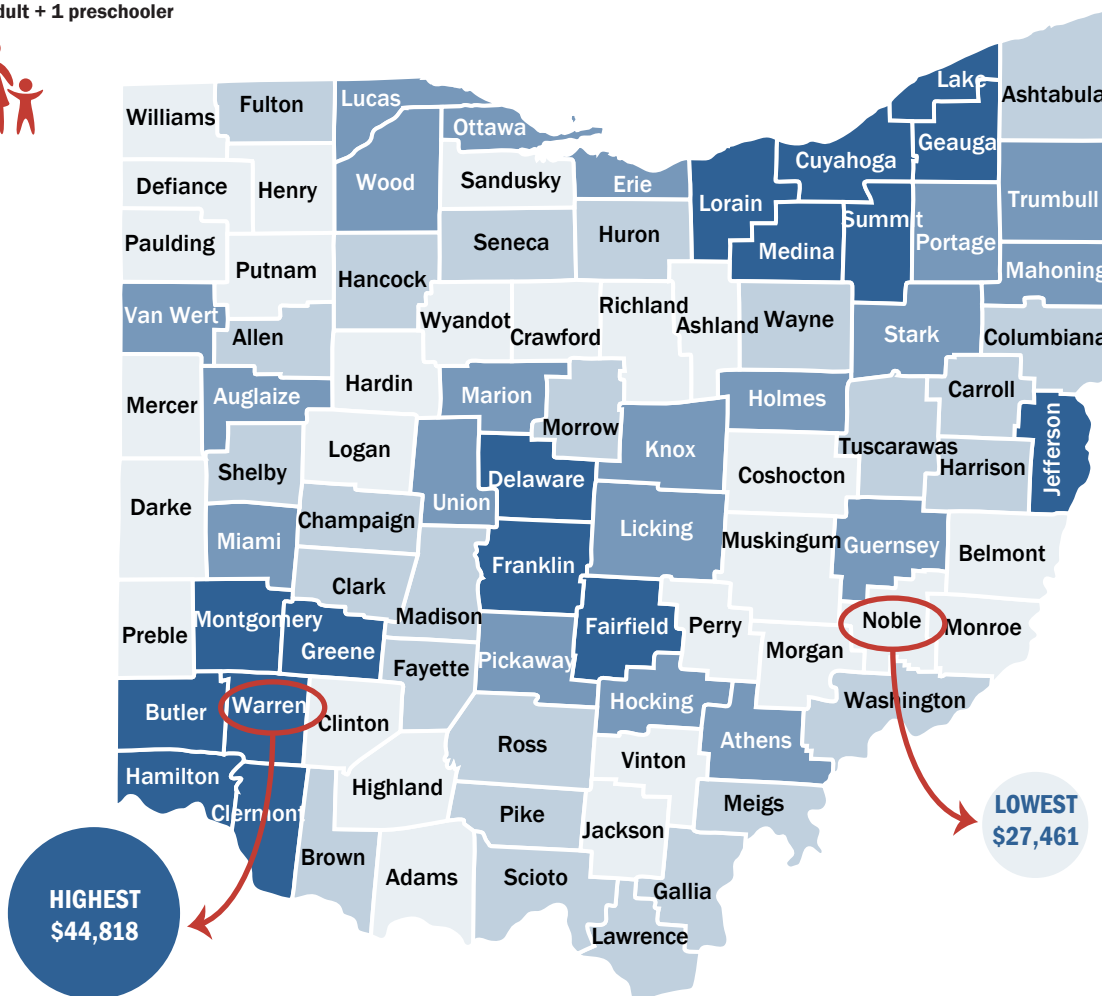 dult + 1 preschooler
Lake
Ashtabula
Williams
Fulton
Lucas
Ottawa
Geauga
Cuyahoga
Defiance
Henry
Wood
Sandusky
Erie
Lorain
Trumbull
Summit
Paulding
Seneca
Huron
Medina
Portage
Putnam
Hancock
Mahoning
Van Wert
Allen
Wyandot
Crawford
Richland
Ashland
Wayne
Stark
Columbiana
Mercer
Auglaize
Hardin
Marion
Morrow
Holmes
Carroll
Logan
Knox
Tuscarawas
Jefferson
Shelby
Delaware
Coshocton
Harrison
Darke
Champaign
Union
Licking
Miami
Muskingum
Guernsey
Belmont
Clark
Franklin
Madison
Preble
Montgomery
Greene
Fairfield
Perry
Noble
Monroe
Fayette
Pickaway
Morgan
Butler
Warren
Clinton
Hocking
Washington
Ross
Athens
Hamilton
Highland
Vinton
Clermont
Pike
Jackson
Meigs
LOWEST
$27,461
Brown
Adams
Scioto
Gallia
HIGHEST
$44,818
Lawrence